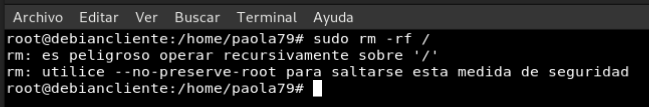 Archivo Editar Ver Buscar Terminal Ayuda
root@debiancliente:/home/paola79# sudo rm -rf /
rm: es peligroso operar recursivamente sobre '/'
rm: utilice --no-preserve-root para saltarse esta medida de seguridad
root@debiancliente:/home/paola79#